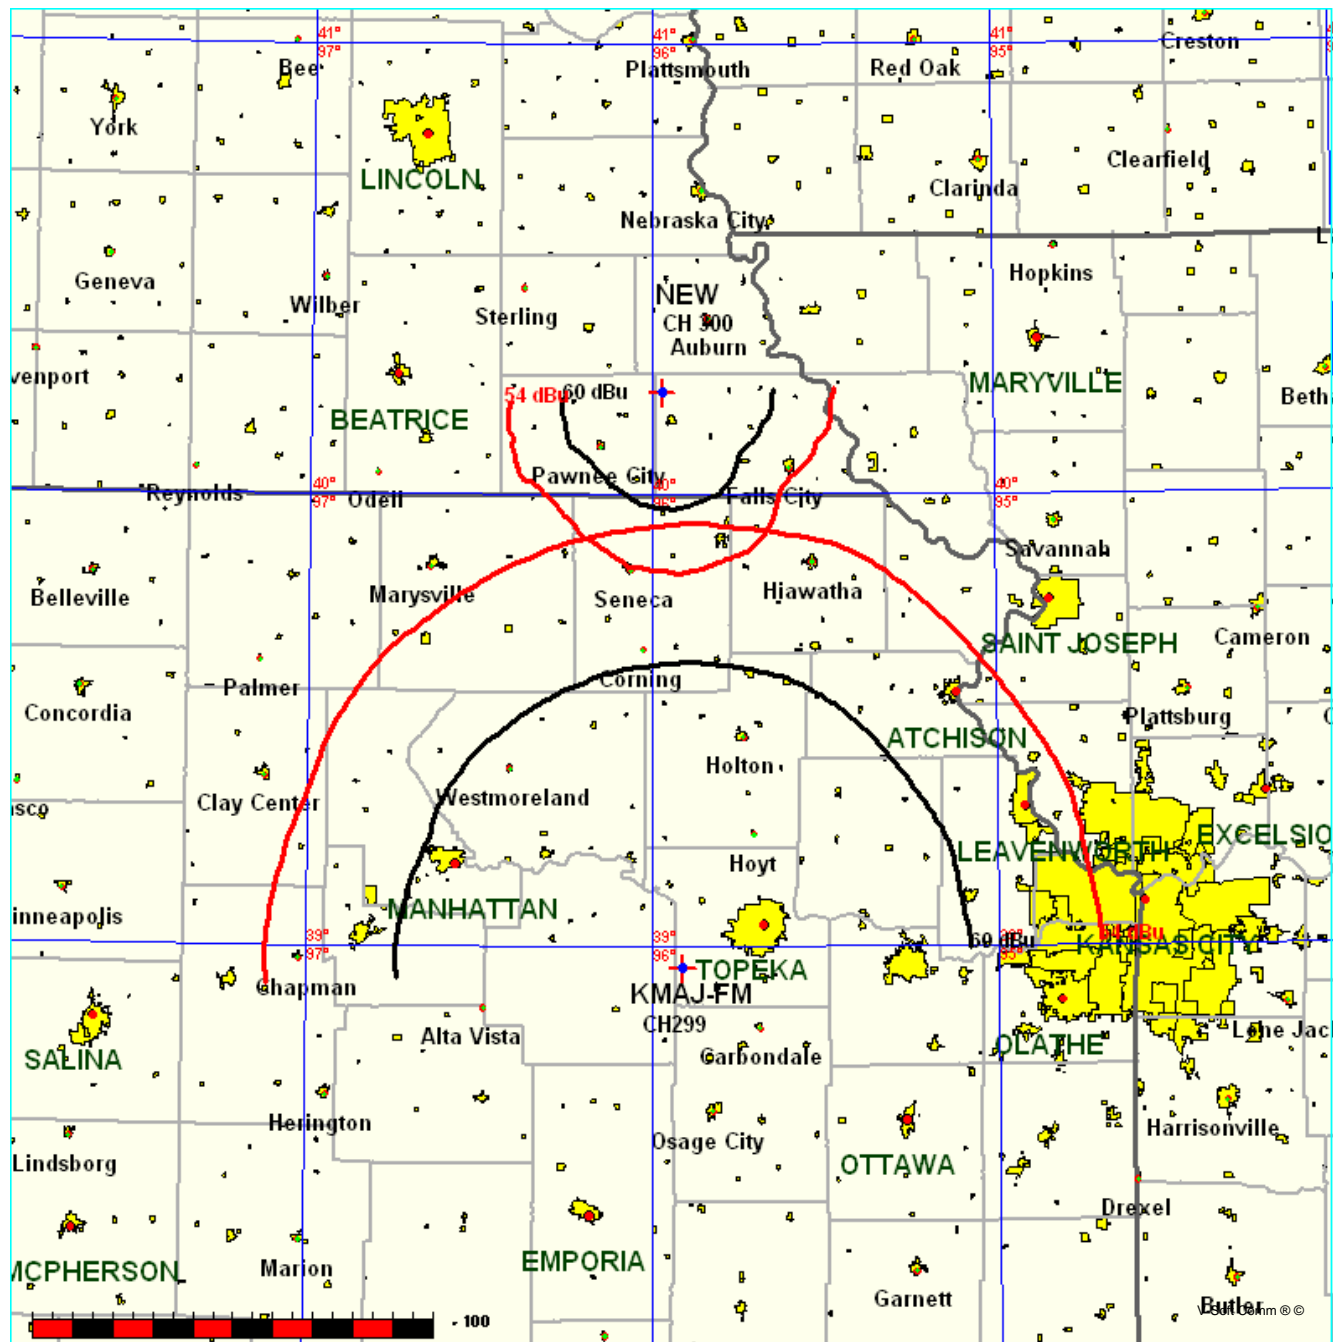 41°
97°
41°
96°
41°
95°
Creston
Bee
Plattsmouth
Red Oak
York
Clearfield
LINCOLN
Clarinda
Nebraska City
Geneva
Hopkins
Wilber
NEW
Sterling
CH 300
Auburn
venport
MARYVILLE
54 dBu
60 dBu
Beth
BEATRICE
Pawnee City
40°
97°
40°
96°
40°
95°
Reynolds
Odell
Falls City
Savannah
Belleville
Marysville
Seneca
Hiawatha
SAINT JOSEPH
Cameron
Palmer
Corning
Concordia
Plattsburg
ATCHISON
Holton
Clay Center
Westmoreland
asco
EXCELSIO
LEAVENWORTH
Hoyt
MANHATTAN
inneapolis
39°
97°
39°
96°
60 dBu
95°
KANSAS CITY
TOPEKA
Chapman
KMAJ-FM
CH299
Alta Vista
Lone Jac
SALINA
Carbondale
OLATHE
Herington
Osage City
Harrisonville
Lindsborg
OTTAWA
Drexel
EMPORIA
MCPHERSON
Marion
Garnett
Butler
V-Soft Comm ® ©
100